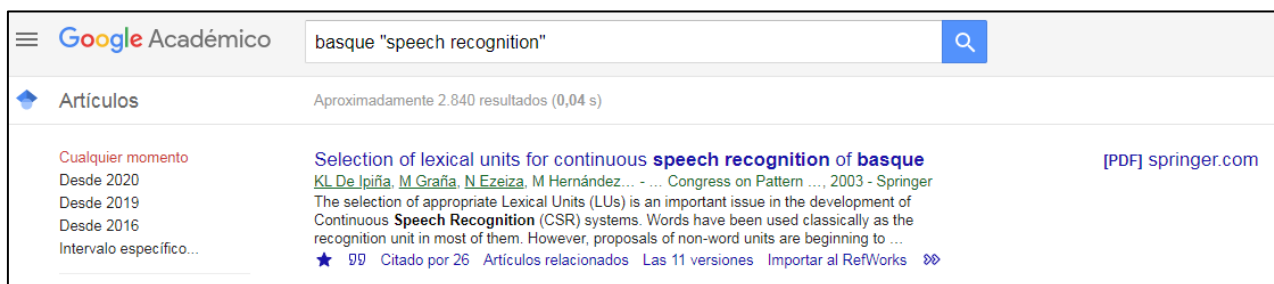 Google Académico
basque "speech recognition"
Artículos
Aproximadamente 2.840 resultados (0,04 s)
Cualquier momento
Desde 2020
Desde 2019
Desde 2016
Intervalo específico...
Selection of lexical units for continuous speech recognition of basque
[PDF] springer.com
KL De Ipiña, M Graña, N Ezeiza, M Hernández... - ... Congress on Pattern ..., 2003 - Springer
The selection of appropriate Lexical Units (LUs) is an important issue in the development of
Continuous Speech Recognition (CSR) systems. Words have been used classically as the
recognition unit in most of them. However, proposals of non-word units are beginning to ...
Citado por 26 Artículos relacionados Las 11 versiones Importar al RefWorks